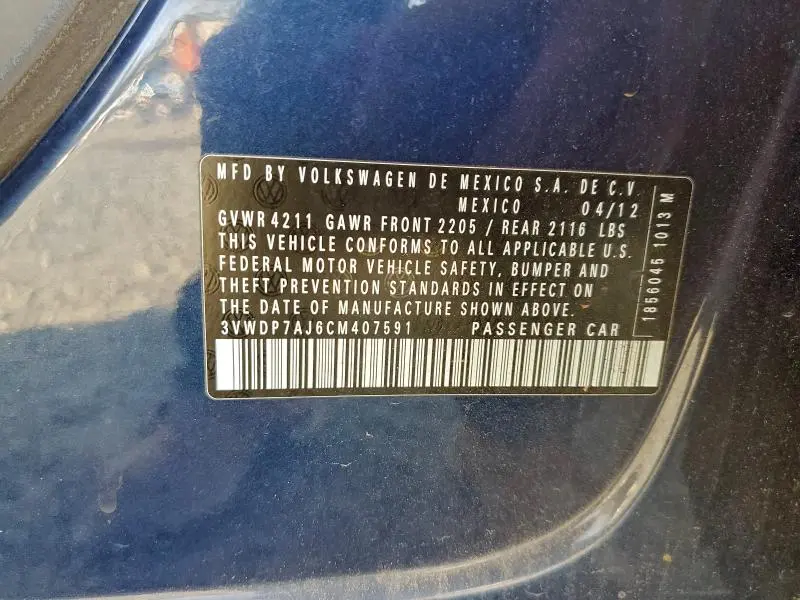 MFD BY VOLKSWAGEN DE MEXICO S.A. DE C.V.
MEXICO 04/12
GVWR 4211 GAWR FRONT 2205 / REAR 2116 LBS
THIS VEHICLE CONFORMS TO ALL APPLICABLE U.S.
FEDERAL MOTOR VEHICLE SAFETY, BUMPER AND
THEFT PREVENTION STANDARDS IN EFFECT ON
THE DATE OF MANUFACTURE SHOWN ABOVE.
3VWDP7AJ6CM407591 PASSENGER CAR
1856045 1013 M